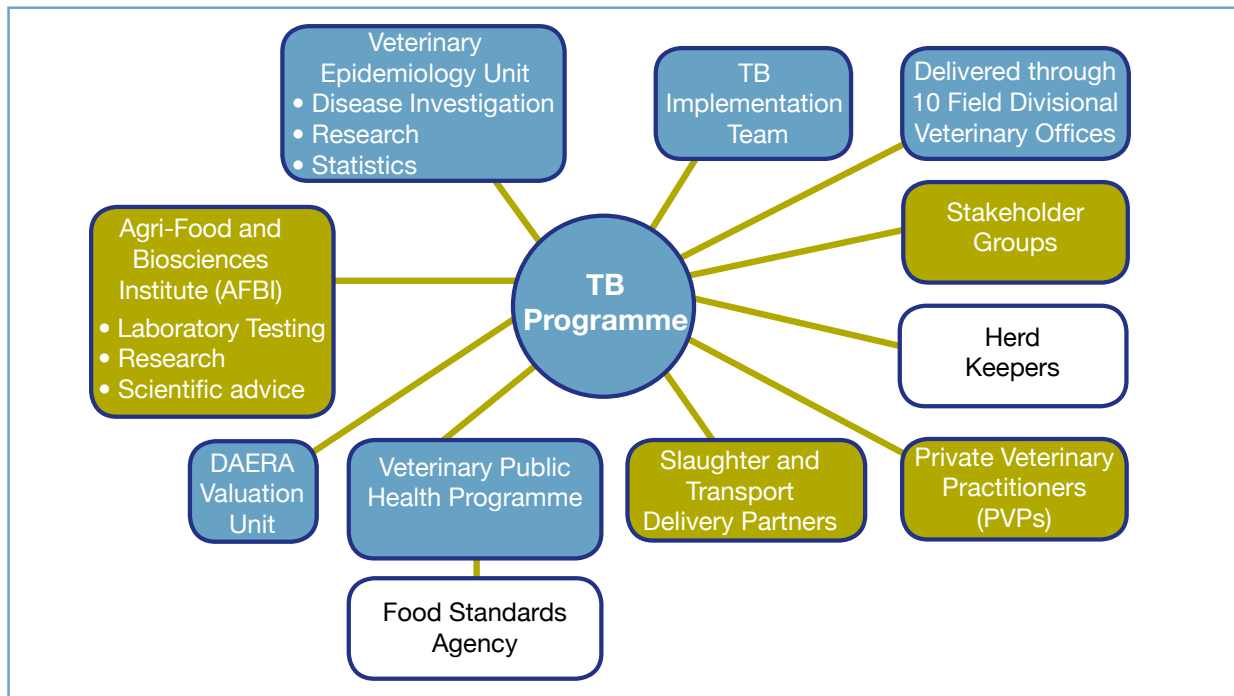 Veterinary
Epidemiology Unit
• Disease Investigation
• Research
• Statistics
TB
Implementation
Team
Delivered through
10 Field Divisional
Veterinary Offices
Agri-Food and
Biosciences
Institute (AFBI)
• Laboratory Testing
• Research
• Scientific advice
TB
Programme
Stakeholder
Groups
Herd
Keepers
DAERA
Valuation
Unit
Veterinary Public
Health Programme
Slaughter and
Transport
Delivery Partners
Private Veterinary
Practitioners
(PVPs)
Food Standards
Agency